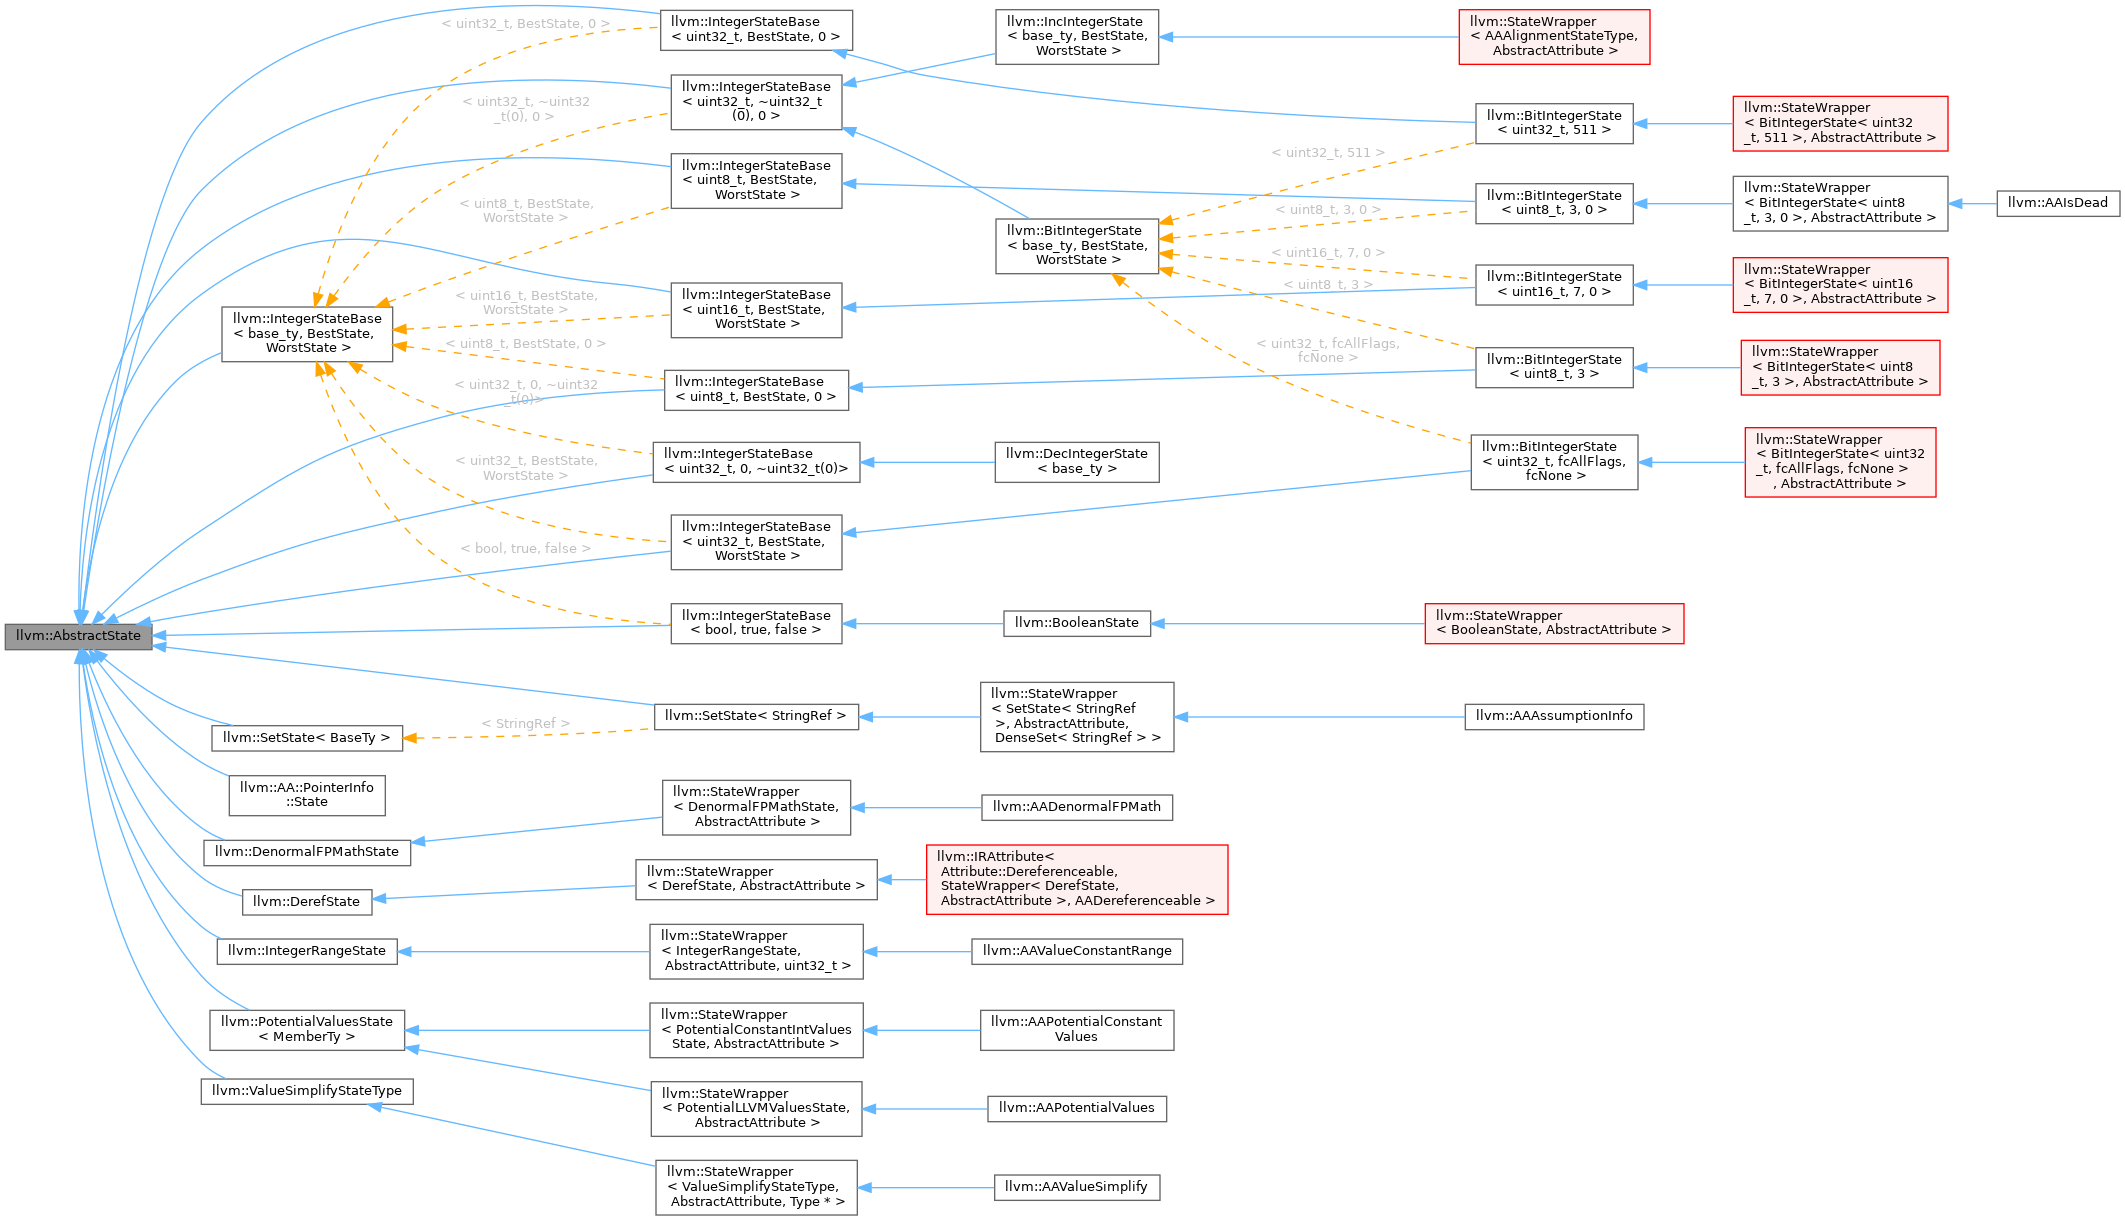 llvm::AbstractState
llvm::IntegerStateBase
< base_ty, BestState,
WorstState >
llvm::SetState< BaseTy >
llvm::AA::PointerInfo
::State
llvm::DenormalFPMathState
llvm::DerefState
llvm::IntegerRangeState
llvm::PotentialValuesState
< MemberTy >
llvm::ValueSimplifyStateType
< uint32_t, BestState, 0 >
< uint32_t, ~uint32
_t(0), 0 >
< uint8_t, BestState,
WorstState >
< uint16_t, BestState,
WorstState >
< uint8_t, BestState, 0 >
< uint32_t, 0, ~uint32
_t(0)>
< uint32_t, BestState,
WorstState >
< bool, true, false >
< StringRef >
llvm::IntegerStateBase
< uint32_t, BestState, 0 >
llvm::IntegerStateBase
< uint32_t, ~uint32_t
(0), 0 >
llvm::IntegerStateBase
< uint8_t, BestState,
WorstState >
llvm::IntegerStateBase
< uint16_t, BestState,
WorstState >
llvm::IntegerStateBase
< uint8_t, BestState, 0 >
llvm::IntegerStateBase
< uint32_t, 0, ~uint32_t(0)>
llvm::IntegerStateBase
< uint32_t, BestState,
WorstState >
llvm::IntegerStateBase
< bool, true, false >
llvm::SetState< StringRef >
llvm::StateWrapper
< DenormalFPMathState,
AbstractAttribute >
llvm::StateWrapper
< DerefState, AbstractAttribute >
llvm::StateWrapper
< IntegerRangeState,
AbstractAttribute, uint32_t >
llvm::StateWrapper
< PotentialConstantIntValues
State, AbstractAttribute >
llvm::StateWrapper
< PotentialLLVMValuesState,
AbstractAttribute >
llvm::StateWrapper
< ValueSimplifyStateType,
AbstractAttribute, Type * >
llvm::IncIntegerState
< base_ty, BestState,
WorstState >
llvm::BitIntegerState
< base_ty, BestState,
WorstState >
llvm::DecIntegerState
< base_ty >
llvm::BooleanState
llvm::StateWrapper
< SetState< StringRef
>, AbstractAttribute,
DenseSet< StringRef > >
llvm::AADenormalFPMath
llvm::IRAttribute<
Attribute::Dereferenceable,
StateWrapper< DerefState,
AbstractAttribute >, AADereferenceable >
llvm::AAValueConstantRange
llvm::AAPotentialConstant
Values
llvm::AAPotentialValues
llvm::AAValueSimplify
< uint32_t, 511 >
< uint8_t, 3, 0 >
< uint16_t, 7, 0 >
< uint8_t, 3 >
< uint32_t, fcAllFlags,
fcNone >
llvm::StateWrapper
< AAAlignmentStateType,
AbstractAttribute >
llvm::BitIntegerState
< uint32_t, 511 >
llvm::BitIntegerState
< uint8_t, 3, 0 >
llvm::BitIntegerState
< uint16_t, 7, 0 >
llvm::BitIntegerState
< uint8_t, 3 >
llvm::BitIntegerState
< uint32_t, fcAllFlags,
fcNone >
llvm::StateWrapper
< BooleanState, AbstractAttribute >
llvm::AAAssumptionInfo
llvm::StateWrapper
< BitIntegerState< uint32
_t, 511 >, AbstractAttribute >
llvm::StateWrapper
< BitIntegerState< uint8
_t, 3, 0 >, AbstractAttribute >
llvm::StateWrapper
< BitIntegerState< uint16
_t, 7, 0 >, AbstractAttribute >
llvm::StateWrapper
< BitIntegerState< uint8
_t, 3 >, AbstractAttribute >
llvm::StateWrapper
< BitIntegerState< uint32
_t, fcAllFlags, fcNone >
, AbstractAttribute >
llvm::AAIsDead